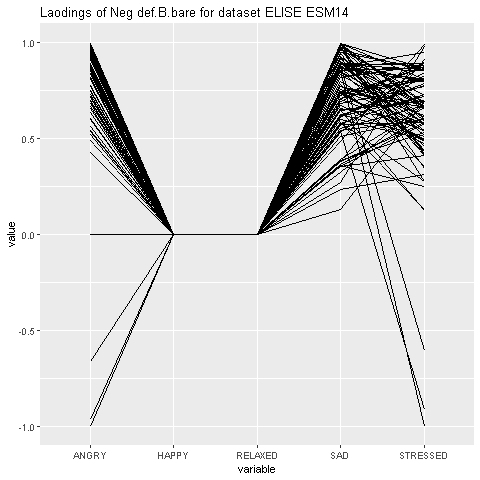 Laodings of Neg def.B.bare for dataset ELISE ESM14
1.0
0.5
0.0
-0.5
-1.0
value
ANGRY HAPPY RELAXED SAD STRESSED
variable